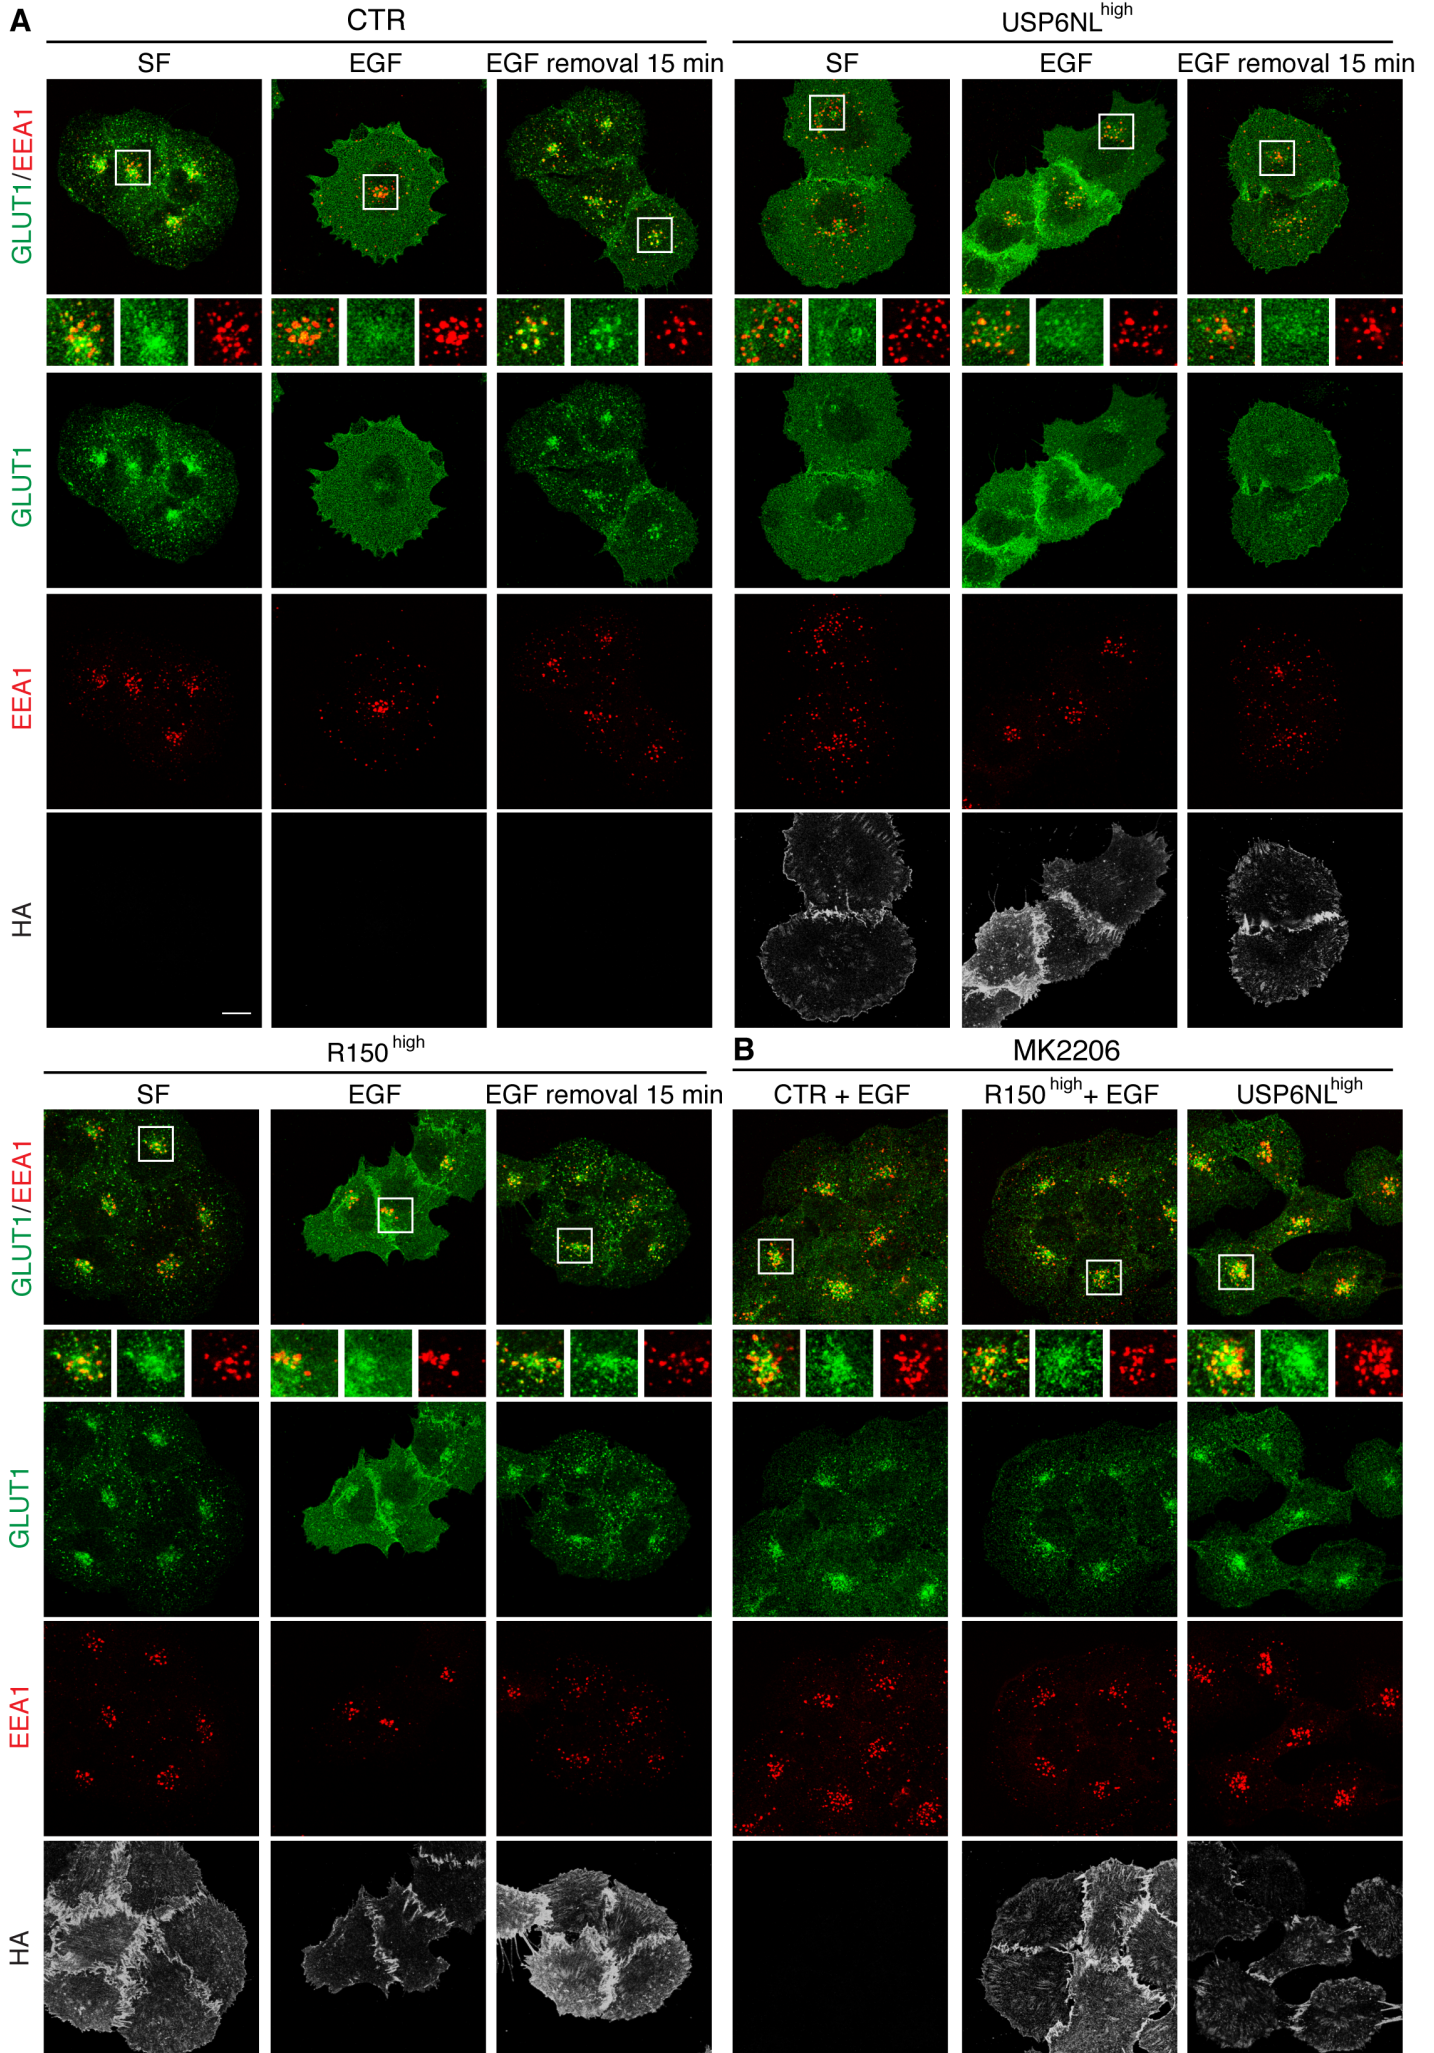 A
CTR
USP6NL high
SF
EGF
EGF removal 15 min
SF
EGF
EGF removal 15 min
GLUT1/EEA1
GLUT1
EEA1
HA
R150 high
B
MK2206
SF
EGF
EGF removal 15 min
CTR + EGF
R150 high + EGF
USP6NL high
GLUT1/EEA1
GLUT1
EEA1
HA